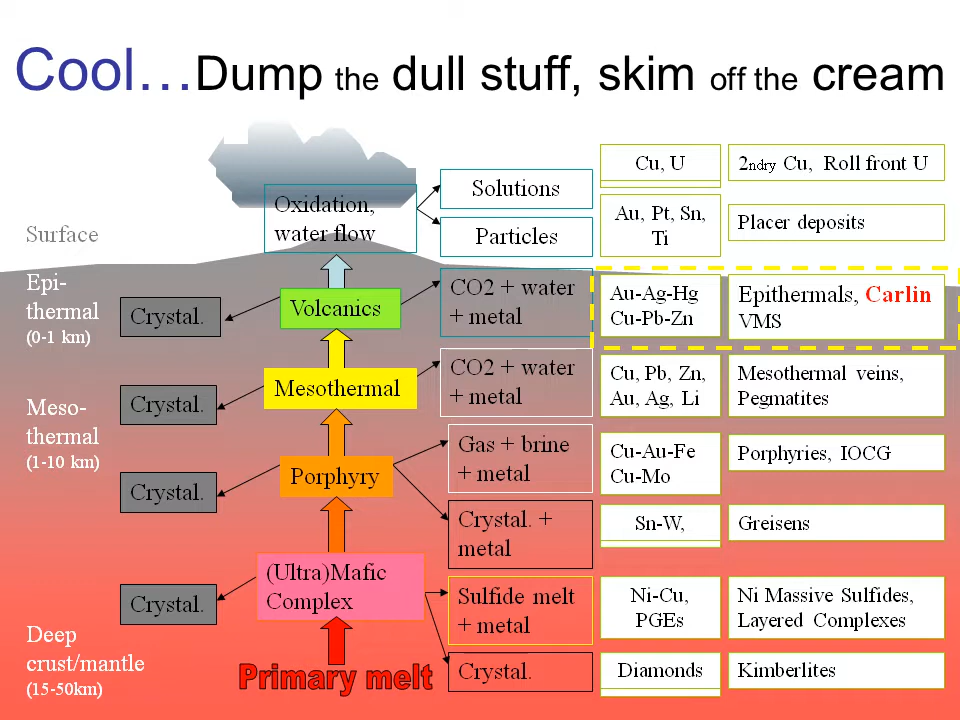 Cool…Dump the dull stuff, skim off the cream
Surface
Oxidation,
water flow
Solutions
Particles
Cu, U
2ndry Cu, Roll front U
Au, Pt, Sn,
Ti
Placer deposits
Epi-
thermal
(0-1 km)
Crystal.
Volcanics
CO2 + water
+ metal
Au-Ag-Hg
Cu-Pb-Zn
Epithermals, Carlin
VMS
Meso-
thermal
(1-10 km)
Crystal.
Mesothermal
CO2 + water
+ metal
Cu, Pb, Zn,
Au, Ag, Li
Mesothermal veins,
Pegmatites
Crystal.
Porphyry
Gas + brine
+ metal
Cu-Au-Fe
Cu-Mo
Porphyries, IOCG
Crystal. +
metal
Sn-W,
Greisens
Deep
crust/mantle
(15-50km)
Crystal.
(Ultra)Mafic
Complex
Sulfide melt
+ metal
Ni-Cu,
PGEs
Ni Massive Sulfides,
Layered Complexes
Primary melt
Crystal.
Diamonds
Kimberlites